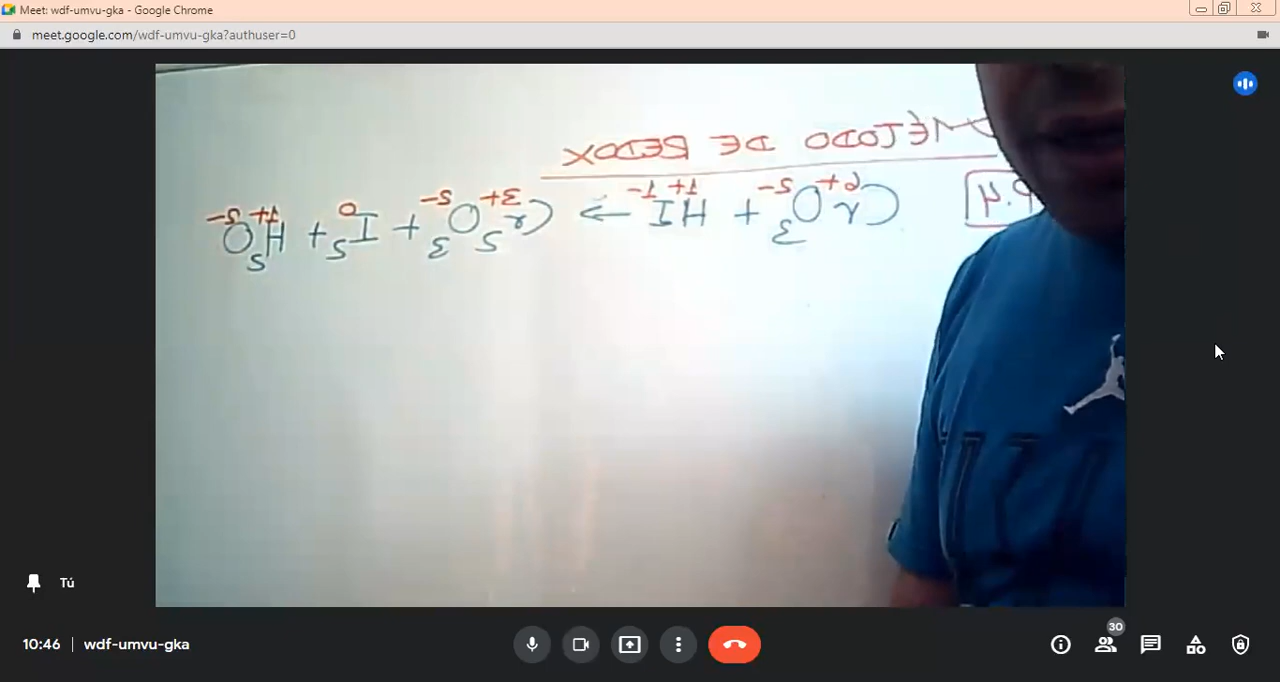 Meet: wdf-umvu-gka - Google Chrome
meet.google.com/wdf-umvu-gka?authuser=0
MÉTODO DE REDOX
P.4
6+ 2- 1+ 1- 3+ 2- 0 1+ 2-
CrO₃ + HI → Cr₂O₃ + I₂ + H₂O
Tú
10:46 | wdf-umvu-gka
30